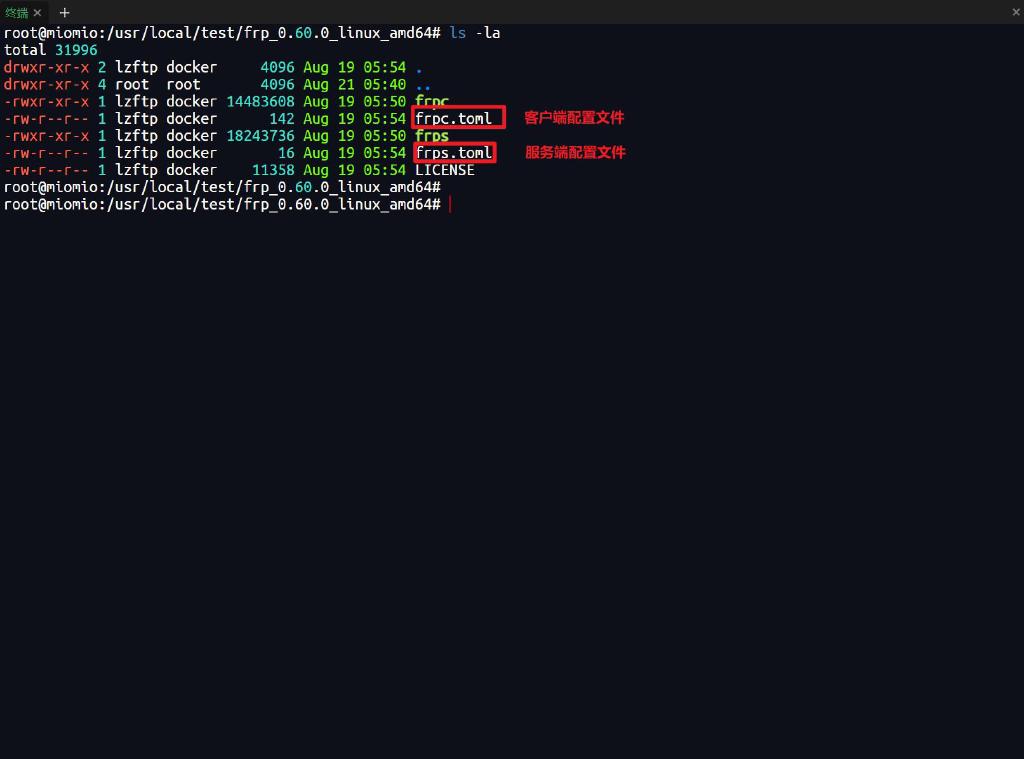 终端 × +
root@miomio:/usr/local/test/frp_0.60.0_linux_amd64# ls -la
total 31996
drwxr-xr-x 2 lzftp docker     4096 Aug 19 05:54 .
drwxr-xr-x 4 root  root       4096 Aug 21 05:40 ..
-rwxr-xr-x 1 lzftp docker 14483608 Aug 19 05:50 frpc
-rw-r--r-- 1 lzftp docker      142 Aug 19 05:54 frpc.toml 客户端配置文件
-rwxr-xr-x 1 lzftp docker 18243736 Aug 19 05:50 frps
-rw-r--r-- 1 lzftp docker       16 Aug 19 05:54 frps.toml 服务端配置文件
-rw-r--r-- 1 lzftp docker    11358 Aug 19 05:54 LICENSE
root@miomio:/usr/local/test/frp_0.60.0_linux_amd64#
root@miomio:/usr/local/test/frp_0.60.0_linux_amd64#